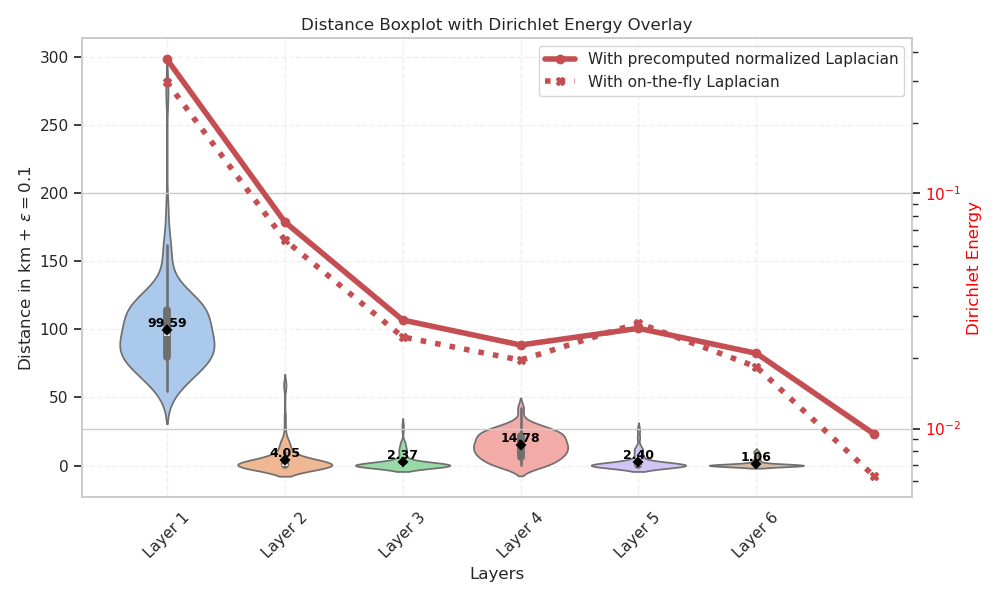 Distance Boxplot with Dirichlet Energy Overlay
With precomputed normalized Laplacian
With on-the-fly Laplacian
Distance in km + ε = 0.1
300
250
200
150
100
50
0
99.59
4.05
2.37
14.78
2.40
1.06
10⁻¹
10⁻²
Dirichlet Energy
Layer 1
Layer 2
Layer 3
Layer 4
Layer 5
Layer 6
Layers